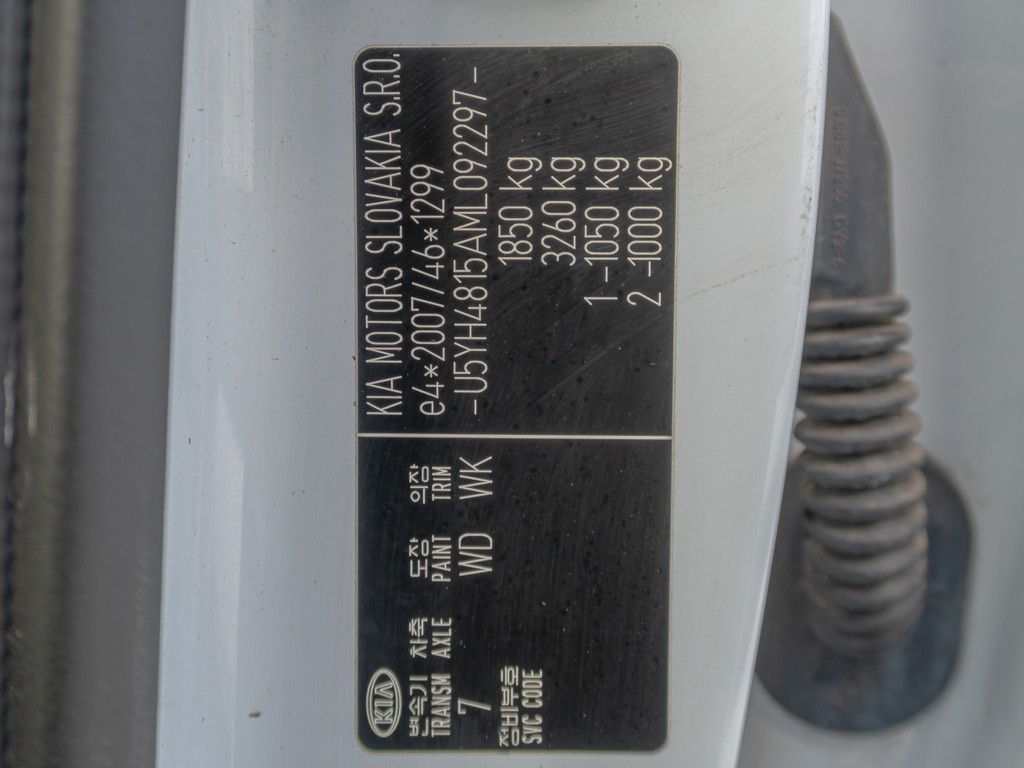 KIA MOTORS SLOVAKIA S.R.O.
e4*2007/46*1299
-U5YH4815AML092297-
1850 kg
3260 kg
1 -1050 kg
2 -1000 kg
KIA
변속기 차축 도장 의장
TRANSM AXLE PAINT TRIM
7 WD WK
정비부호
SVC CODE